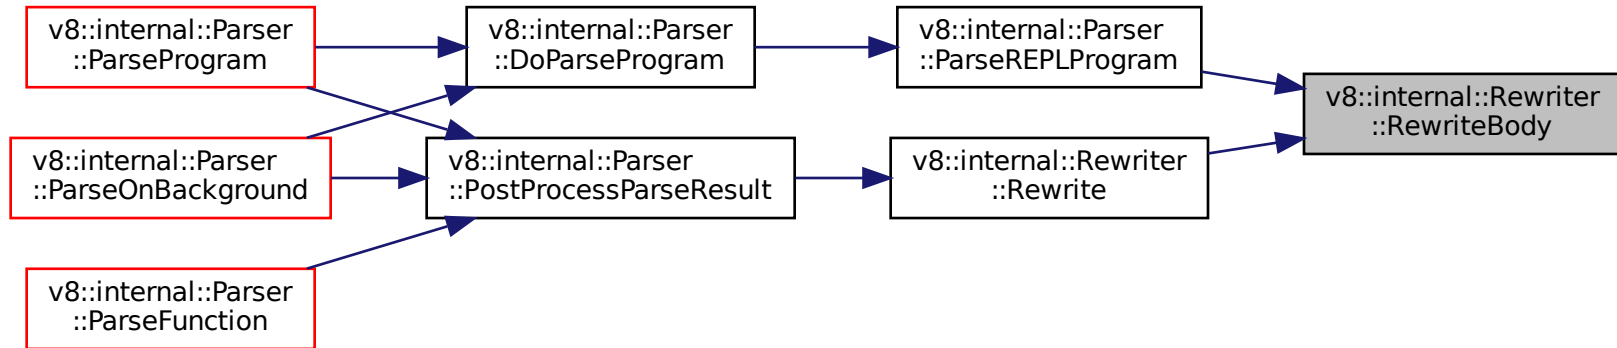 v8::internal::Parser
::ParseProgram
v8::internal::Parser
::DoParseProgram
v8::internal::Parser
::ParseREPLProgram
v8::internal::Rewriter
::RewriteBody
v8::internal::Parser
::ParseOnBackground
v8::internal::Parser
::PostProcessParseResult
v8::internal::Rewriter
::Rewrite
v8::internal::Parser
::ParseFunction